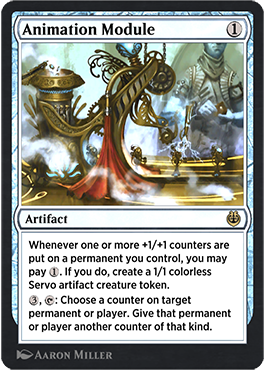 Animation Module 1
Artifact
Whenever one or more +1/+1 counters are
put on a permanent you control, you may
pay 1. If you do, create a 1/1 colorless
Servo artifact creature token.
3, T: Choose a counter on target
permanent or player. Give that permanent
or player another counter of that kind.
Aaron Miller